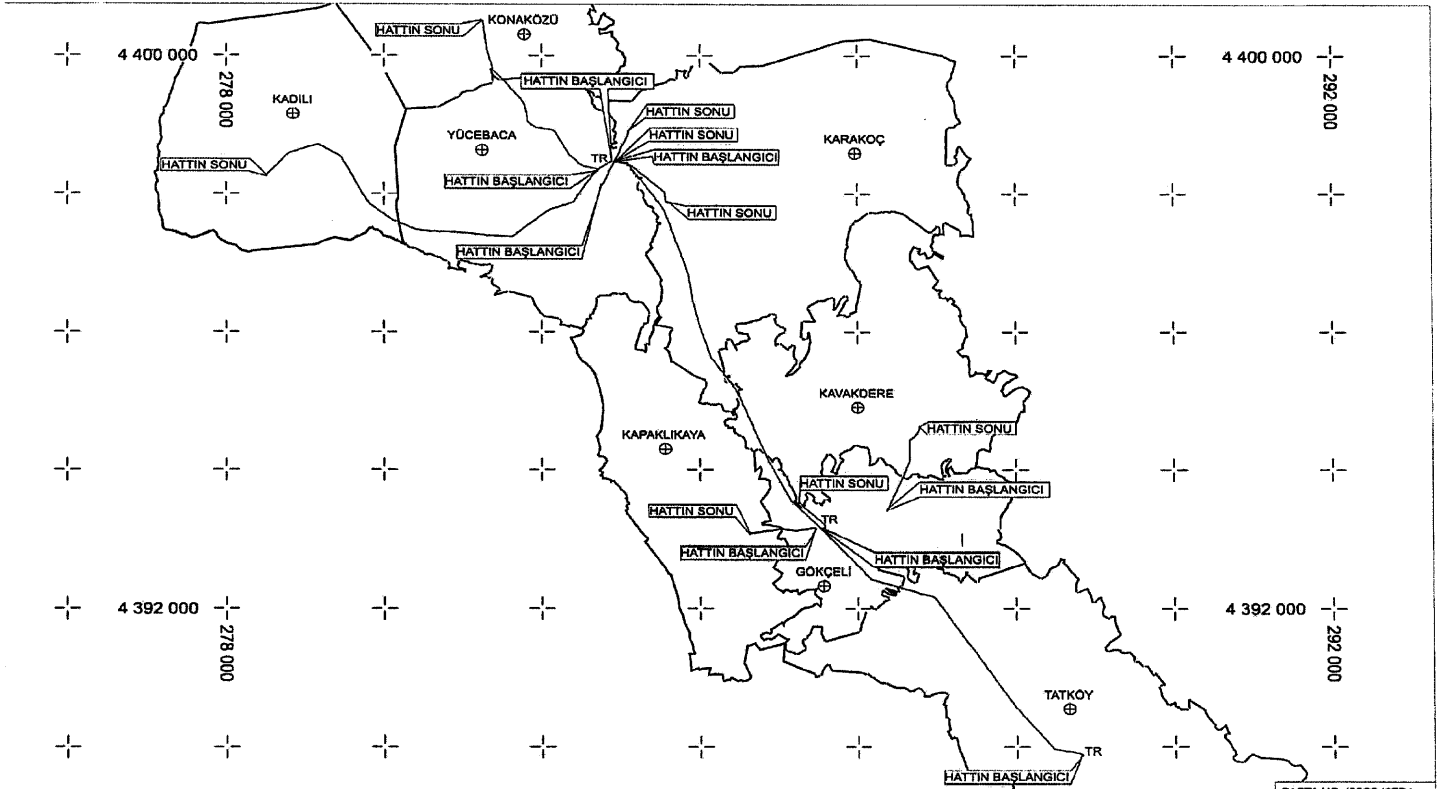 KONAKÖZÜ
HATTIN SONU
4 400 000
4 400 000
278 000
292 000
HATTIN BAŞLANGICI
KADILI
HATTIN SONU
YÜCEBACA
HATTIN SONU
KARAKOÇ
TR
HATTIN BAŞLANGICI
HATTIN SONU
HATTIN BAŞLANGICI
HATTIN SONU
HATTIN BAŞLANGICI
KAVAKDERE
HATTIN SONU
KAPAKLIKAYA
HATTIN SONU
HATTIN BAŞLANGICI
HATTIN SONU
TR
HATTIN BAŞLANGICI
HATTIN BAŞLANGICI
GÖKÇELİ
4 392 000
4 392 000
278 000
292 000
TATKÖY
TR
HATTIN BAŞLANGICI